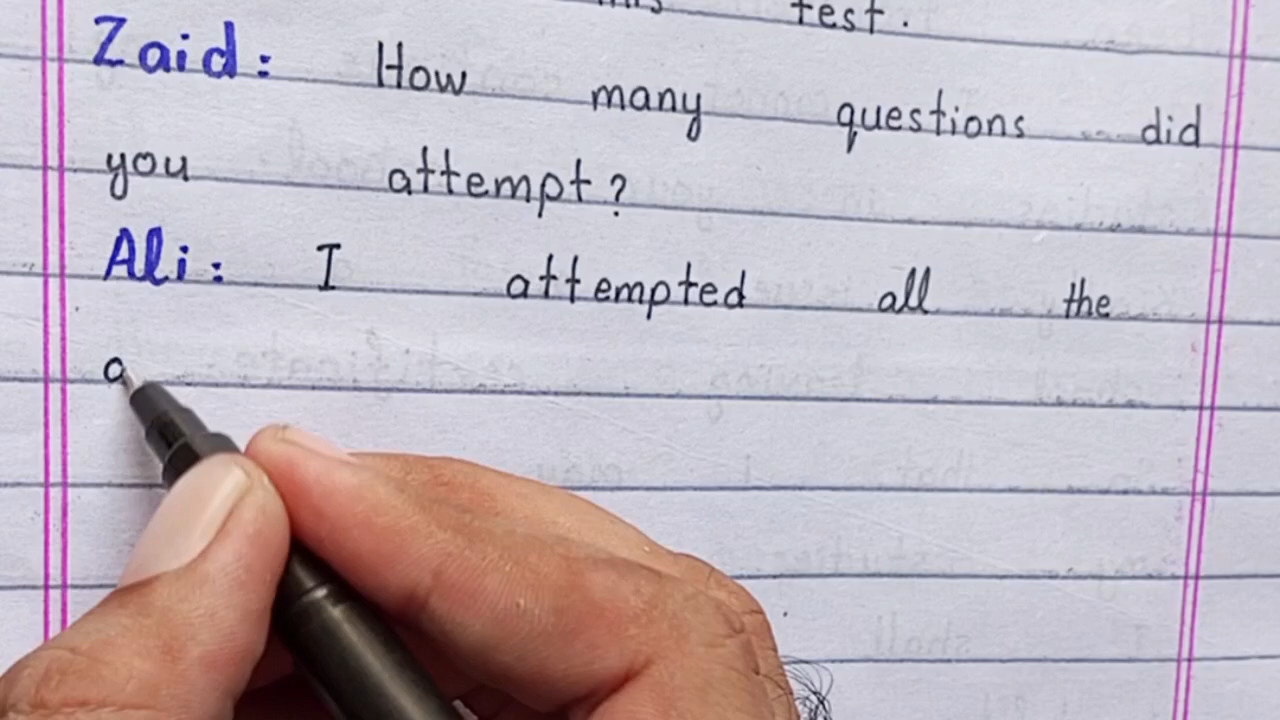 test.
Zaid: How many questions did
you attempt?
Ali: I attempted all the